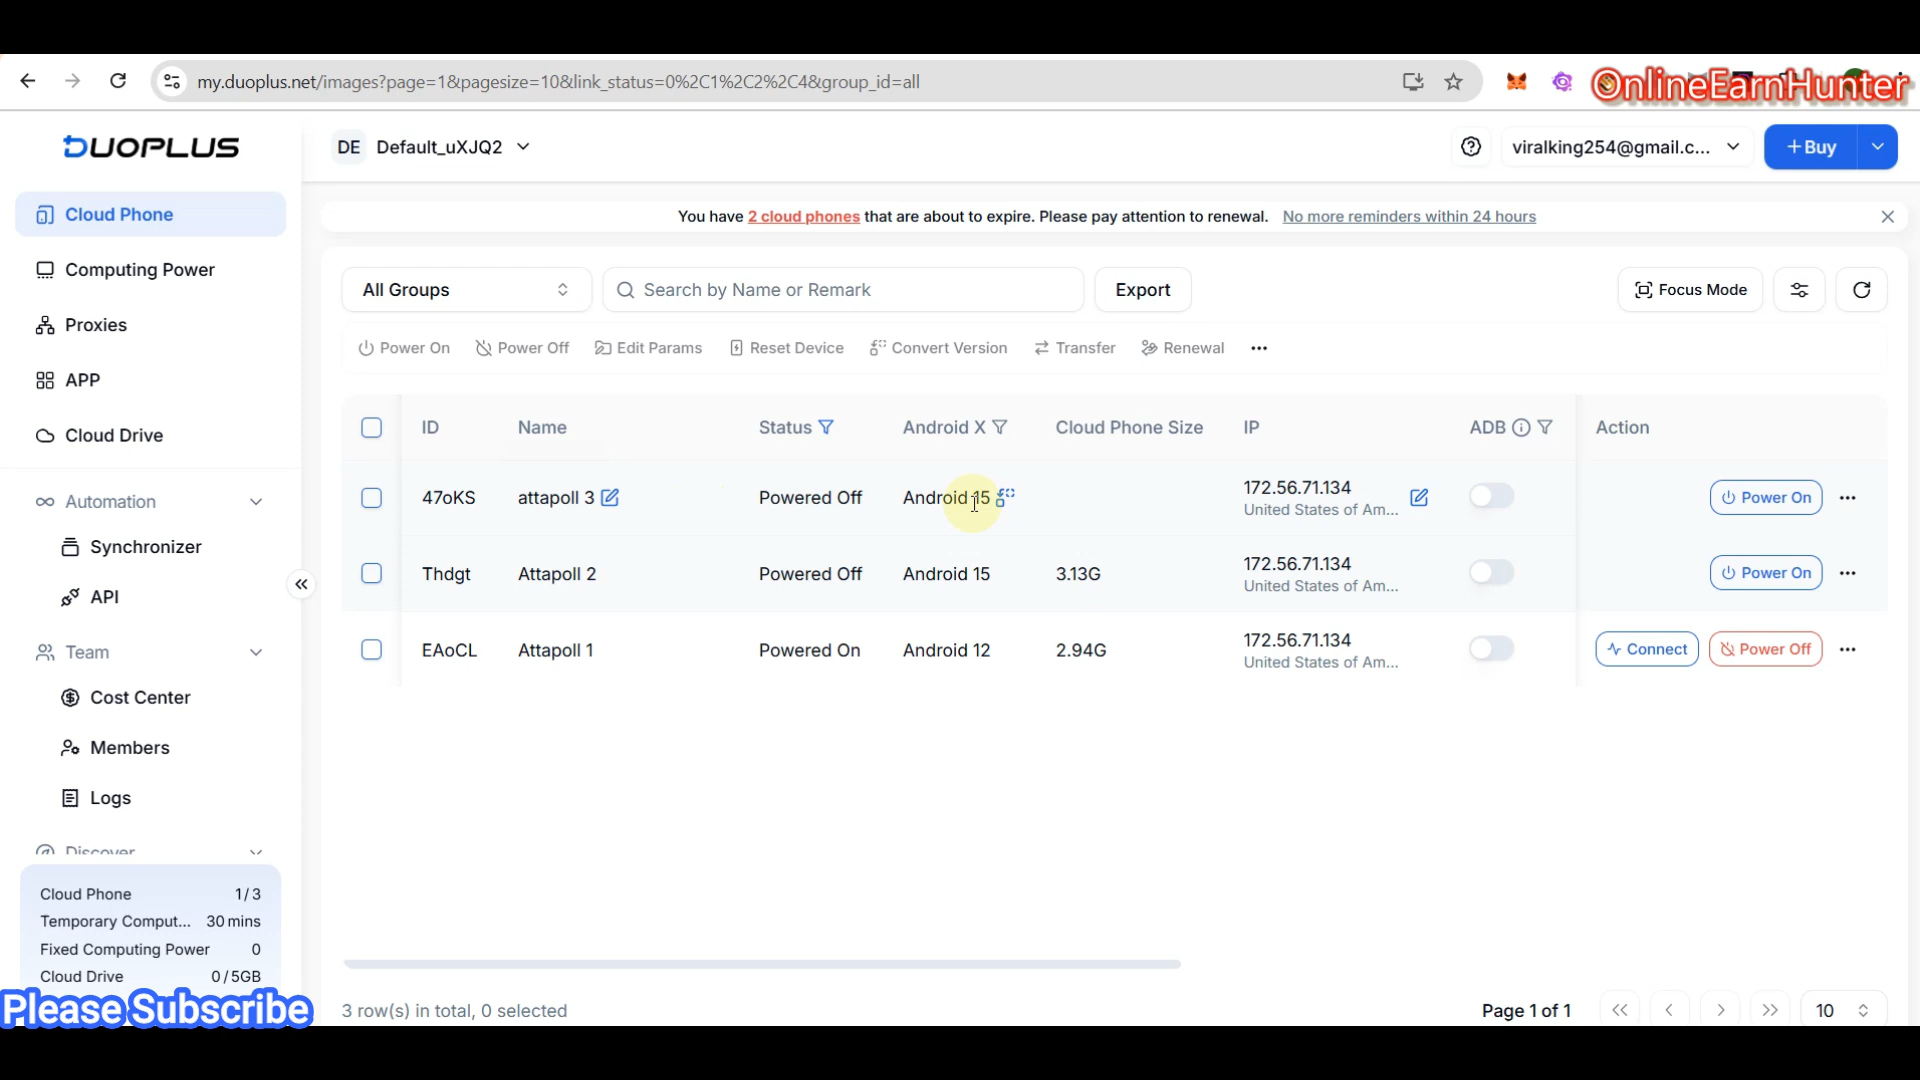 my.duoplus.net/images?page=1&pagesize=10&link_status=0%2C1%2C2%2C4&group_id=all
OnlineEarnHunter
DUOPLUS
DE Default_uXJQ2
viralking254@gmail.c...
+Buy
Cloud Phone
Computing Power
Proxies
APP
Cloud Drive
Automation
Synchronizer
API
Team
Cost Center
Members
Logs
Discover
Cloud Phone 1/3
Temporary Comput... 30 mins
Fixed Computing Power 0
Cloud Drive 0/5GB
Please Subscribe
You have 2 cloud phones that are about to expire. Please pay attention to renewal. No more reminders within 24 hours
All Groups
Search by Name or Remark
Export
Focus Mode
Power On Power Off Edit Params Reset Device Convert Version Transfer Renewal
ID Name Status Android X Cloud Phone Size IP ADB Action
47oKS attapoll 3 Powered Off Android 15 172.56.71.134 Power On
United States of Am...
Thdgt Attapoll 2 Powered Off Android 15 3.13G 172.56.71.134 Power On
United States of Am...
EAoCL Attapoll 1 Powered On Android 12 2.94G 172.56.71.134 Connect Power Off
United States of Am...
3 row(s) in total, 0 selected
Page 1 of 1
10